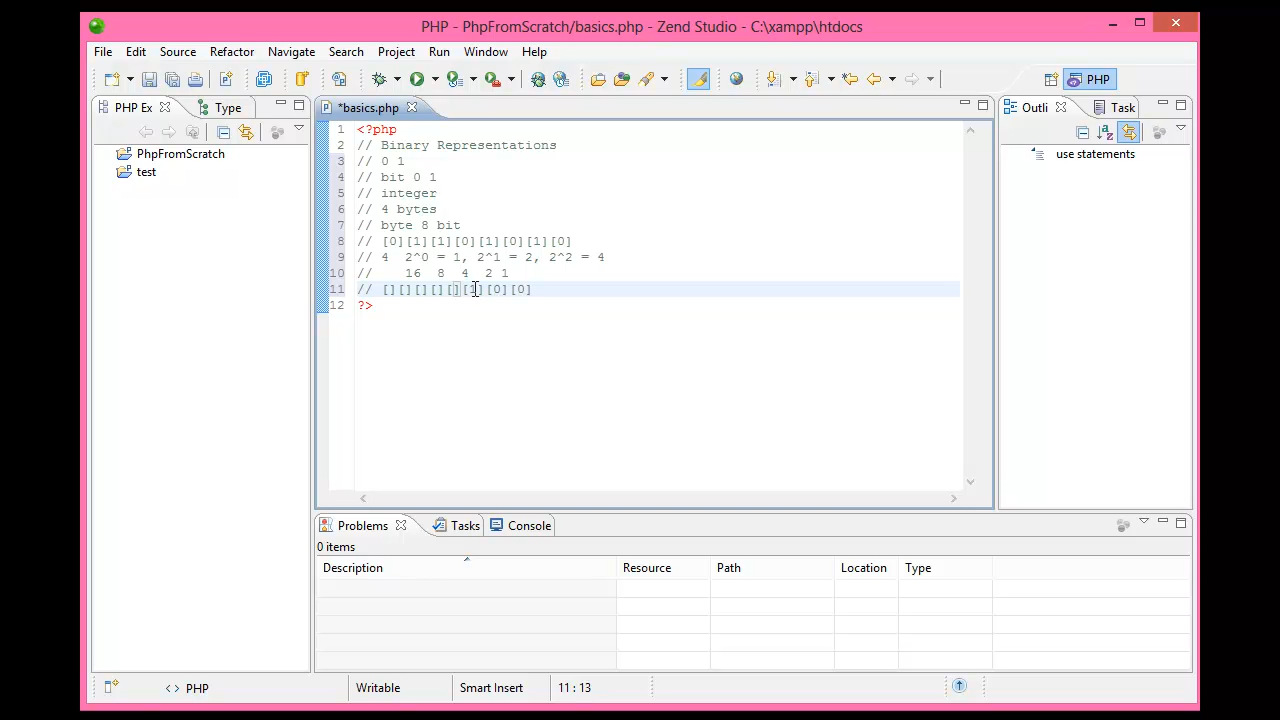 PHP - PhpFromScratch/basics.php - Zend Studio - C:\xampp\htdocs
File Edit Source Refactor Navigate Search Project Run Window Help
PHP
PHP Ex
Type
*basics.php
Outli
Task
PhpFromScratch
test
use statements
1 <?php
2 // Binary Representations
3 // 0 1
4 // bit 0 1
5 // integer
6 // 4 bytes
7 // byte 8 bit
8 // [0][1][1][0][1][0][1][0]
9 // 4  2^0 = 1, 2^1 = 2, 2^2 = 4
10 //    16  8  4  2 1
11 // [][][][][][1][0][0]
12 ?>
Problems
Tasks
Console
0 items
Description Resource Path Location Type
<> PHP
Writable
Smart Insert
11 : 13